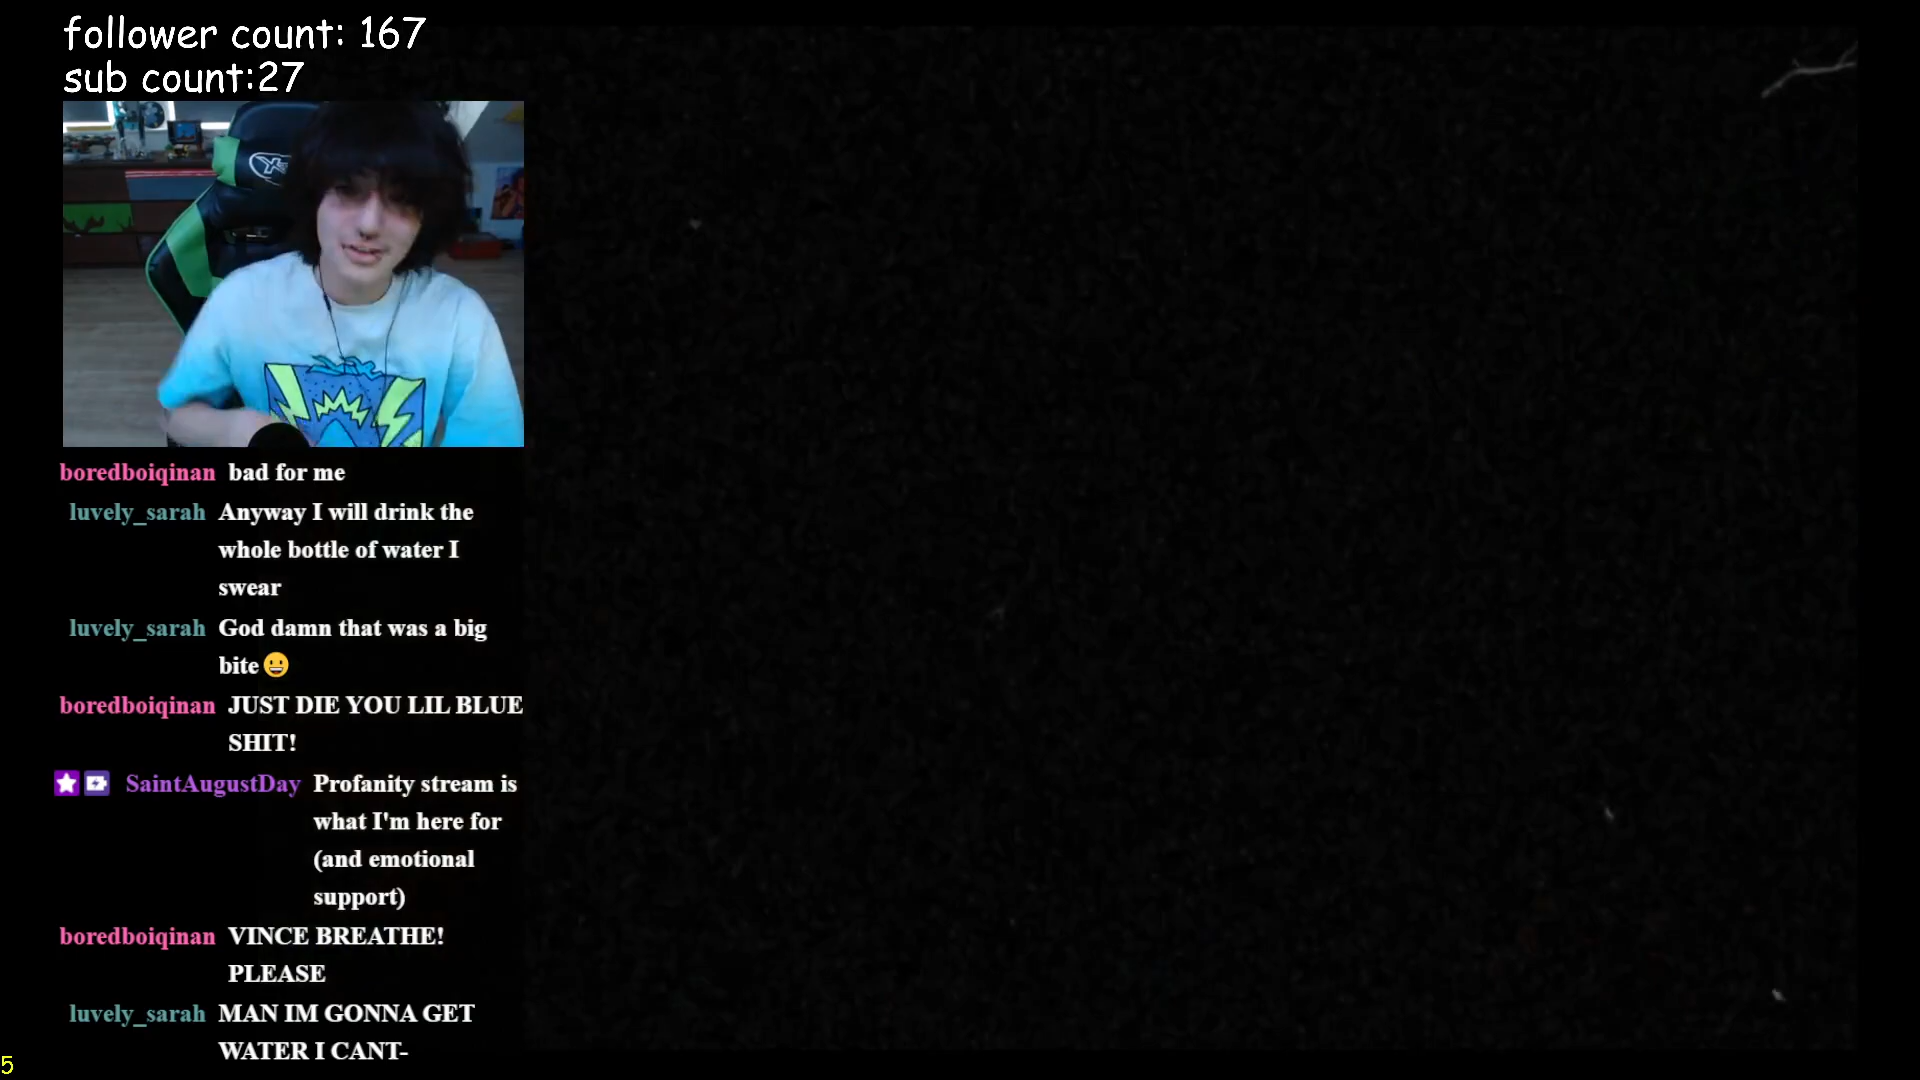 follower count: 167
sub count:27
boredboiqinan bad for me
luvely_sarah Anyway I will drink the
whole bottle of water I
swear
luvely_sarah God damn that was a big
bite😀
boredboiqinan JUST DIE YOU LIL BLUE
SHIT!
SaintAugustDay Profanity stream is
what I'm here for
(and emotional
support)
boredboiqinan VINCE BREATHE!
PLEASE
luvely_sarah MAN IM GONNA GET
WATER I CANT-
5